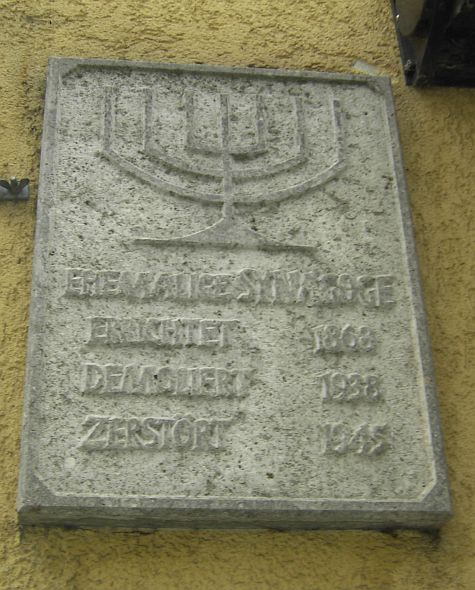 EHEMALIGE SYNAGOGE
ERRICHTET 1868
DEMOLIERT 1938
ZERSTÖRT 1945